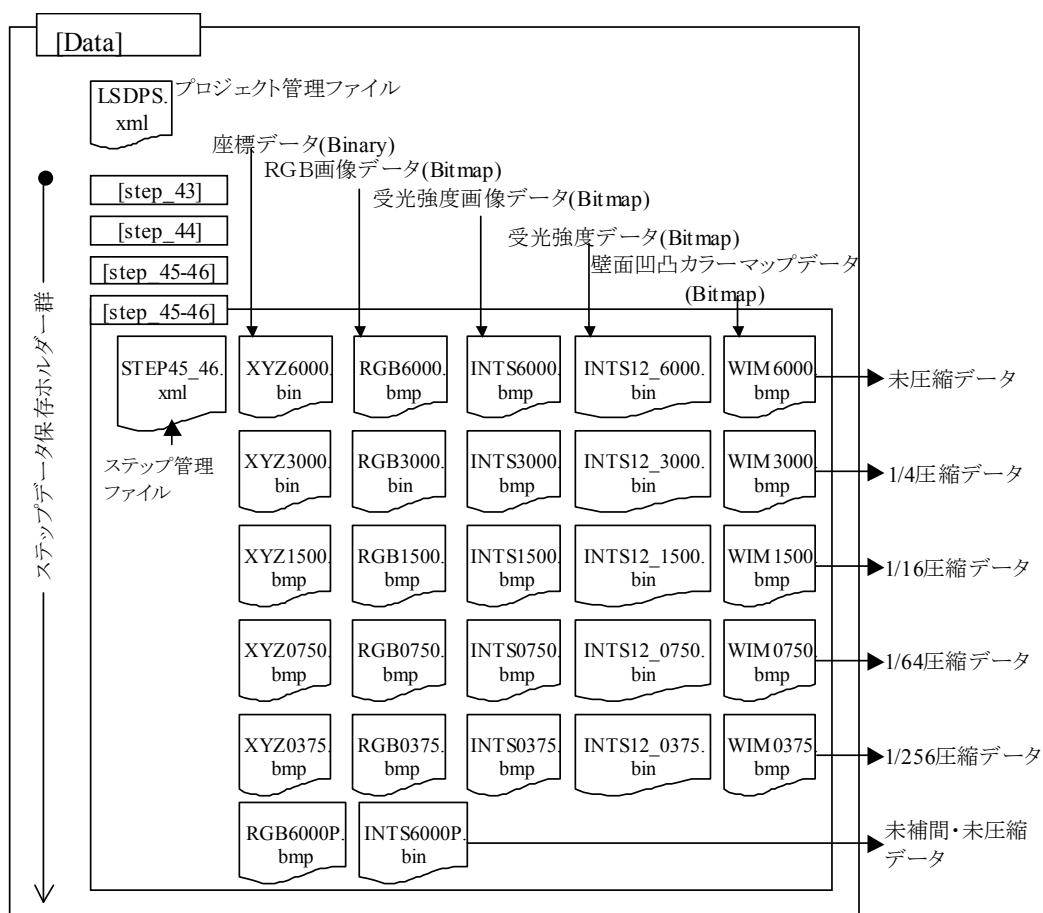 [Data]
LSDPS.
xml
プロジェクト管理ファイル
座標データ(Binary)
RGB画像データ(Bitmap)
受光強度画像データ(Bitmap)
受光強度データ(Bitmap)
壁面凹凸カラーマップデータ
(Bitmap)
ステップデータ保存ホルダー群
[step_43]
[step_44]
[step_45-46]
[step_45-46]
STEP45_46.
xml
ステップ管理
ファイル
XYZ6000.
bin
RGB6000.
bmp
INTS6000.
bmp
INTS12_6000.
bin
WIM6000.
bmp
未圧縮データ
XYZ3000.
bin
RGB3000.
bin
INTS3000.
bmp
INTS12_3000.
bin
WIM3000.
bmp
1/4圧縮データ
XYZ1500.
bmp
RGB1500.
bmp
INTS1500.
bmp
INTS12_1500.
bin
WIM1500.
bmp
1/16圧縮データ
XYZ0750.
bmp
RGB0750.
bmp
INTS0750.
bmp
INTS12_0750.
bin
WIM0750.
bmp
1/64圧縮データ
XYZ0375.
bmp
RGB0375.
bmp
INTS0375.
bmp
INTS12_0375.
bin
WIM0375.
bmp
1/256圧縮データ
RGB6000P.
bmp
INTS6000P.
bin
未補間・未圧縮
データ